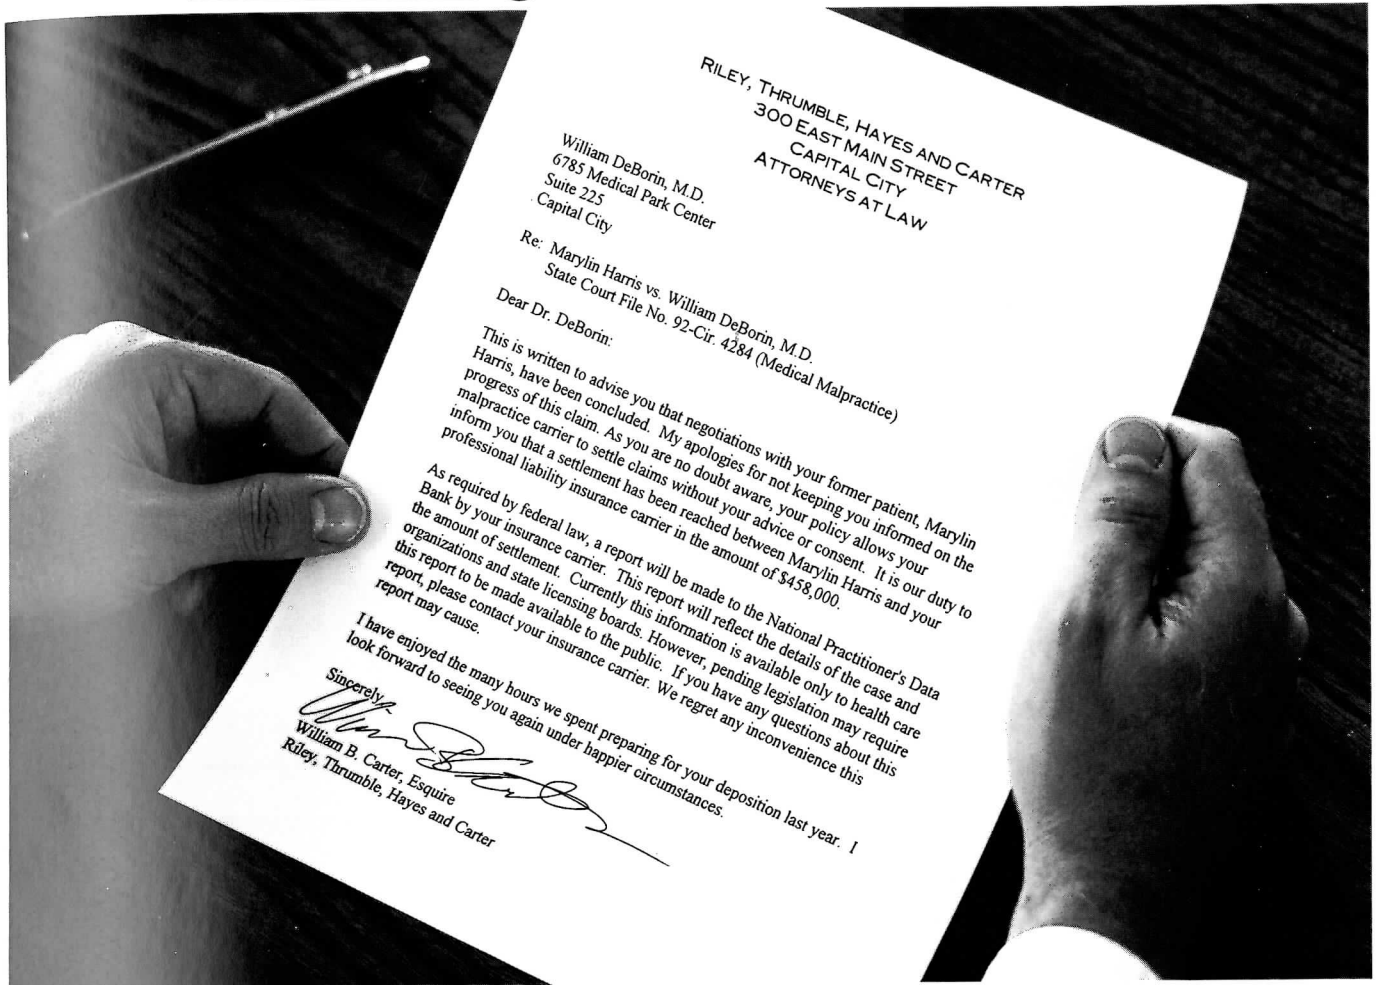 RILEY, THRUMBLE, HAYES AND CARTER
300 EAST MAIN STREET
CAPITAL CITY
ATTORNEYS AT LAW
William DeBorin, M.D.
6785 Medical Park Center
Suite 225
Capital City
Re: Marylin Harris vs. William DeBorin, M.D.
State Court File No. 92-Cir. 4284 (Medical Malpractice)
Dear Dr. DeBorin:
This is written to advise you that negotiations with your former patient, Marylin
Harris, have been concluded. My apologies for not keeping you informed on the
progress of this claim. As you are no doubt aware, your policy allows your
malpractice carrier to settle claims without your advice or consent. It is our duty to
inform you that a settlement has been reached between Marylin Harris and your
professional liability insurance carrier in the amount of $458,000.
As required by federal law, a report will be made to the National Practitioner's Data
Bank by your insurance carrier. This report will reflect the details of the case and
the amount of settlement. Currently this information is available only to health care
organizations and state licensing boards. However, pending legislation may require
this report to be made available to the public. If you have any questions about this
report, please contact your insurance carrier. We regret any inconvenience this
report may cause.
I have enjoyed the many hours we spent preparing for your deposition last year. I
look forward to seeing you again under happier circumstances.
Sincerely,
William B. Carter, Esquire
Riley, Thrumble, Hayes and Carter